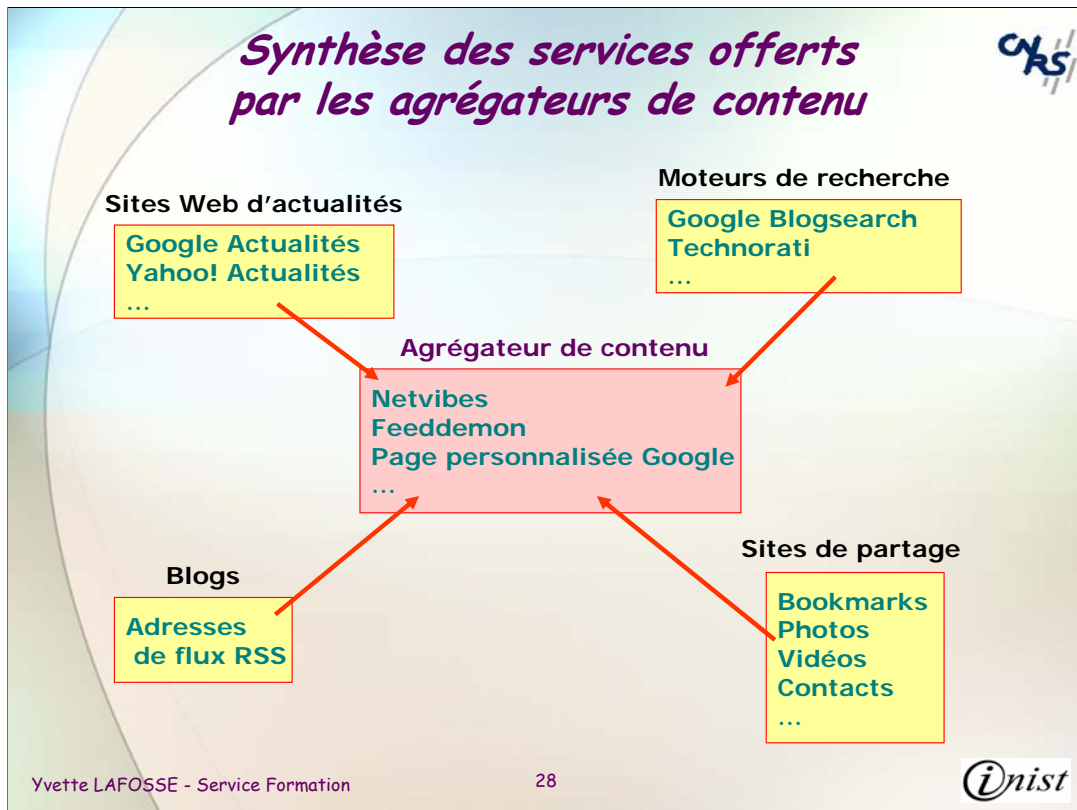 Synthèse des services offerts
par les agrégateurs de contenu
CNRS
Moteurs de recherche
Google Blogsearch
Technorati
...
Sites Web d'actualités
Google Actualités
Yahoo! Actualités
...
Agrégateur de contenu
Netvibes
Feeddemon
Page personnalisée Google
...
Blogs
Adresses
de flux RSS
Sites de partage
Bookmarks
Photos
Vidéos
Contacts
...
Yvette LAFOSSE - Service Formation
28
inist